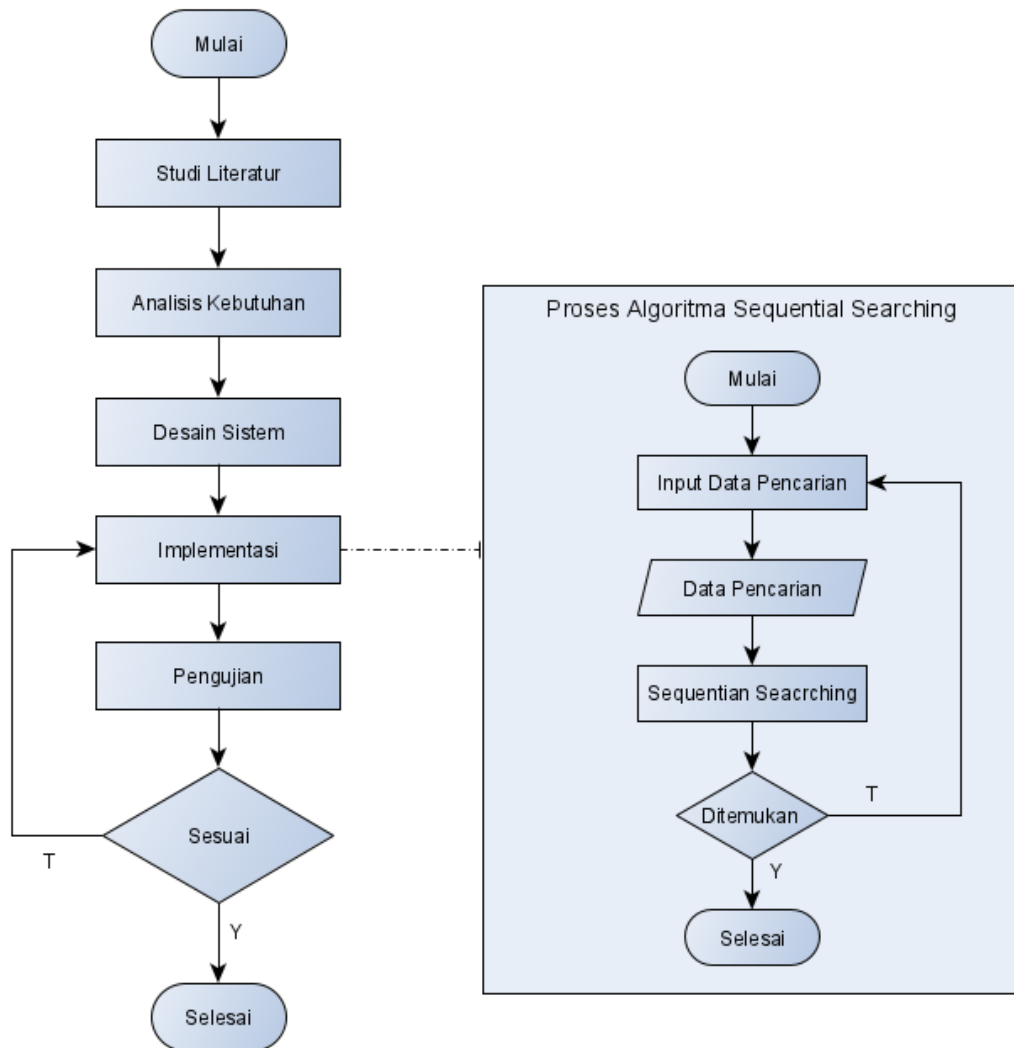 Mulai
Studi Literatur
Analisis Kebutuhan
Desain Sistem
Implementasi
Pengujian
Sesuai
T
Y
Selesai
Proses Algoritma Sequential Searching
Mulai
Input Data Pencarian
Data Pencarian
Sequentian Seacrching
Ditemukan
T
Y
Selesai